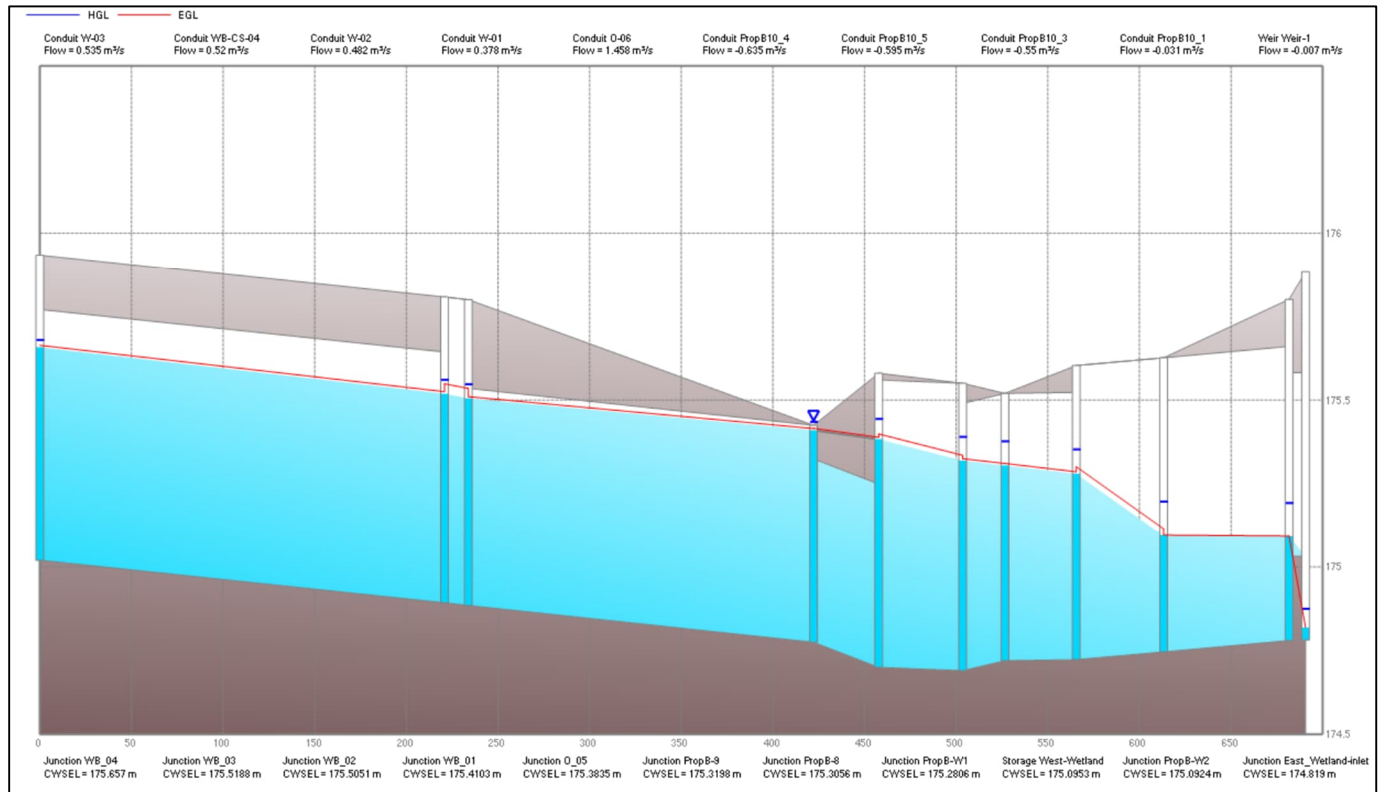 HGL EGL
Conduit W-03 Conduit WB-CS-04 Conduit W-02 Conduit W-01 Conduit O-06 Conduit PropB10_4 Conduit PropB10_5 Conduit PropB10_3 Conduit PropB10_1 Weir Weir-1
Flow = 0.535 m³/s Flow = 0.52 m³/s Flow = 0.482 m³/s Flow = 0.378 m³/s Flow = 1.458 m³/s Flow = -0.635 m³/s Flow = -0.595 m³/s Flow = -0.55 m³/s Flow = -0.031 m³/s Flow = -0.007 m³/s
176
175.5
175
174.5
0 50 100 150 200 250 300 350 400 450 500 550 600 650
Junction WB_04 Junction WB_03 Junction WB_02 Junction WB_01 Junction O_05 Junction PropB-9 Junction PropB-8 Junction PropB-W1 Storage West-Wetland Junction PropB-W2 Junction East_Wetland-inlet
CWSEL = 175.657 m CWSEL = 175.5188 m CWSEL = 175.5051 m CWSEL = 175.4103 m CWSEL = 175.3835 m CWSEL = 175.3198 m CWSEL = 175.3056 m CWSEL = 175.2806 m CWSEL = 175.0953 m CWSEL = 175.0924 m CWSEL = 174.819 m